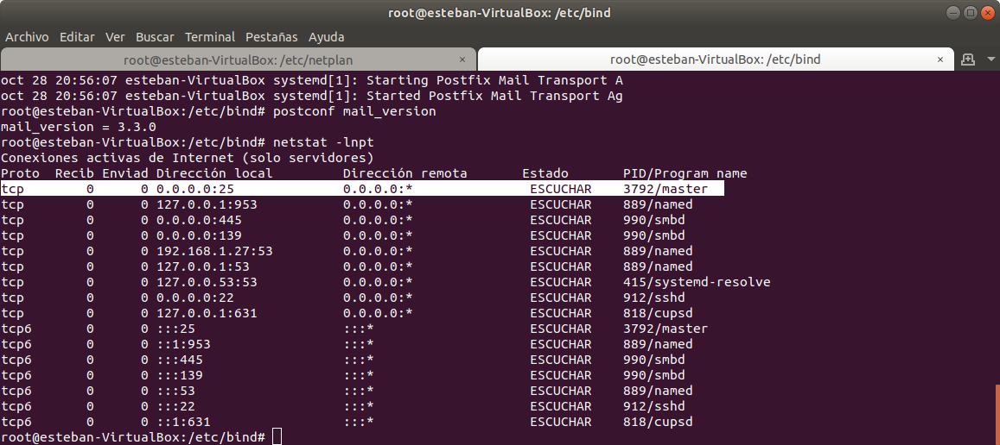 root@esteban-VirtualBox: /etc/bind
Archivo Editar Ver Buscar Terminal Pestañas Ayuda
root@esteban-VirtualBox: /etc/netplan × root@esteban-VirtualBox: /etc/bind ×
oct 28 20:56:07 esteban-VirtualBox systemd[1]: Starting Postfix Mail Transport A
oct 28 20:56:07 esteban-VirtualBox systemd[1]: Started Postfix Mail Transport Ag
root@esteban-VirtualBox:/etc/bind# postconf mail_version
mail_version = 3.3.0
root@esteban-VirtualBox:/etc/bind# netstat -lnpt
Conexiones activas de Internet (solo servidores)
Proto  Recib Enviad Dirección local         Dirección remota       Estado       PID/Program name
tcp        0      0 0.0.0.0:25              0.0.0.0:*               ESCUCHAR    3792/master
tcp        0      0 127.0.0.1:953           0.0.0.0:*               ESCUCHAR    889/named
tcp        0      0 0.0.0.0:445             0.0.0.0:*               ESCUCHAR    990/smbd
tcp        0      0 0.0.0.0:139             0.0.0.0:*               ESCUCHAR    990/smbd
tcp        0      0 192.168.1.27:53         0.0.0.0:*               ESCUCHAR    889/named
tcp        0      0 127.0.0.1:53            0.0.0.0:*               ESCUCHAR    889/named
tcp        0      0 127.0.0.53:53           0.0.0.0:*               ESCUCHAR    415/systemd-resolve
tcp        0      0 0.0.0.0:22              0.0.0.0:*               ESCUCHAR    912/sshd
tcp        0      0 127.0.0.1:631           0.0.0.0:*               ESCUCHAR    818/cupsd
tcp6       0      0 :::25                   :::*                    ESCUCHAR    3792/master
tcp6       0      0 ::1:953                 :::*                    ESCUCHAR    889/named
tcp6       0      0 :::445                  :::*                    ESCUCHAR    990/smbd
tcp6       0      0 :::139                  :::*                    ESCUCHAR    990/smbd
tcp6       0      0 :::53                   :::*                    ESCUCHAR    889/named
tcp6       0      0 :::22                   :::*                    ESCUCHAR    912/sshd
tcp6       0      0 ::1:631                 :::*                    ESCUCHAR    818/cupsd
root@esteban-VirtualBox:/etc/bind#